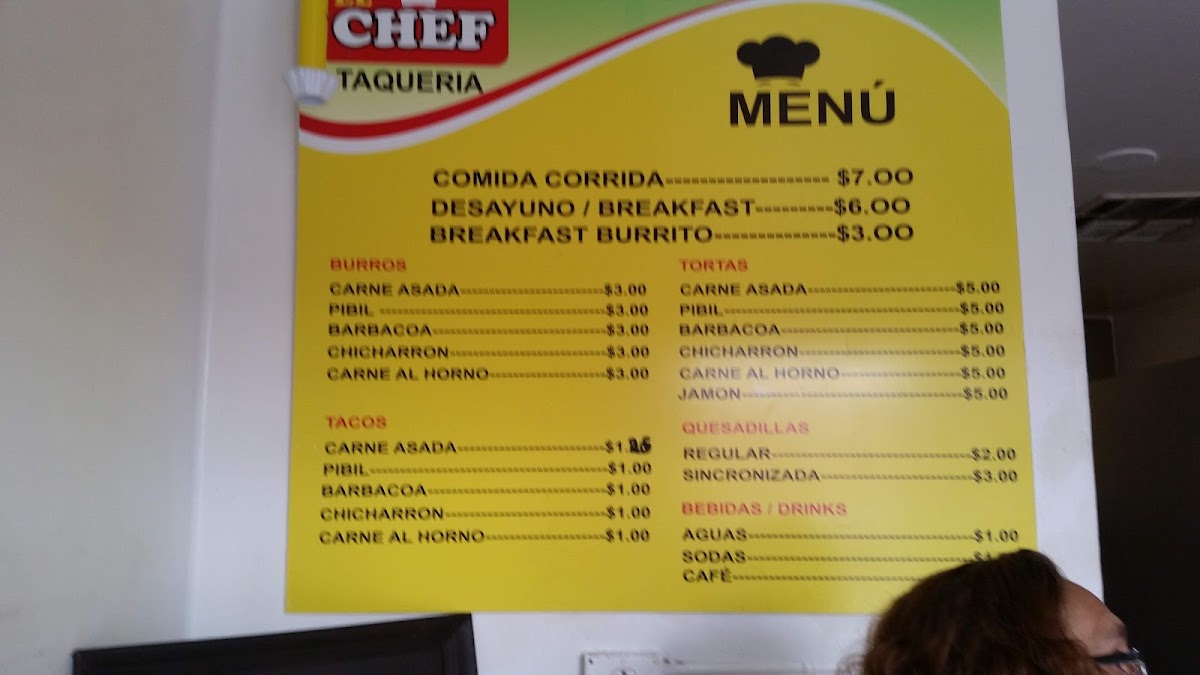 CHEF
TAQUERIA
MENÚ
COMIDA CORRIDA------------------- $7.00
DESAYUNO / BREAKFAST---------$6.00
BREAKFAST BURRITO--------------$3.00
BURROS
CARNE ASADA------------------------$3.00
PIBIL --------------------------------------$3.00
BARBACOA-----------------------------$3.00
CHICHARRON--------------------------$3.00
CARNE AL HORNO-------------------$3.00
TACOS
CARNE ASADA-------------------------$1.25
PIBIL----------------------------------------$1.00
BARBACOA------------------------------$1.00
CHICHARRON---------------------------$1.00
CARNE AL HORNO--------------------$1.00
TORTAS
CARNE ASADA-------------------------$5.00
PIBIL---------------------------------------$5.00
BARBACOA------------------------------$5.00
CHICHARRON---------------------------$5.00
CARNE AL HORNO--------------------$5.00
JAMON-------------------------------------$5.00
QUESADILLAS
REGULAR---------------------------------$2.00
SINCRONIZADA-------------------------$3.00
BEBIDAS / DRINKS
AGUAS-------------------------------------$1.00
SODAS-------------------------------------
CAFÉ-------------------------------